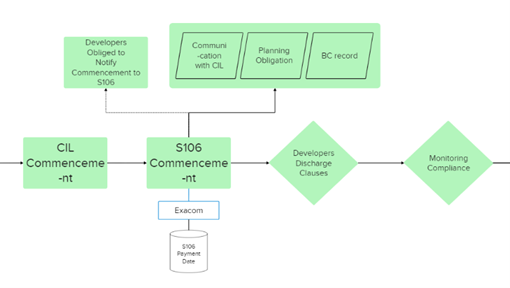 Developers
Obliged to
Notify
Commencement to
S106
Communi
-cation
with CIL
Planning
Obligation
BC record
CIL
Commenceme
-nt
S106
Commenceme
-nt
Developers
Discharge
Clauses
Monitoring
Compliance
Exacom
S106
Payment
Date